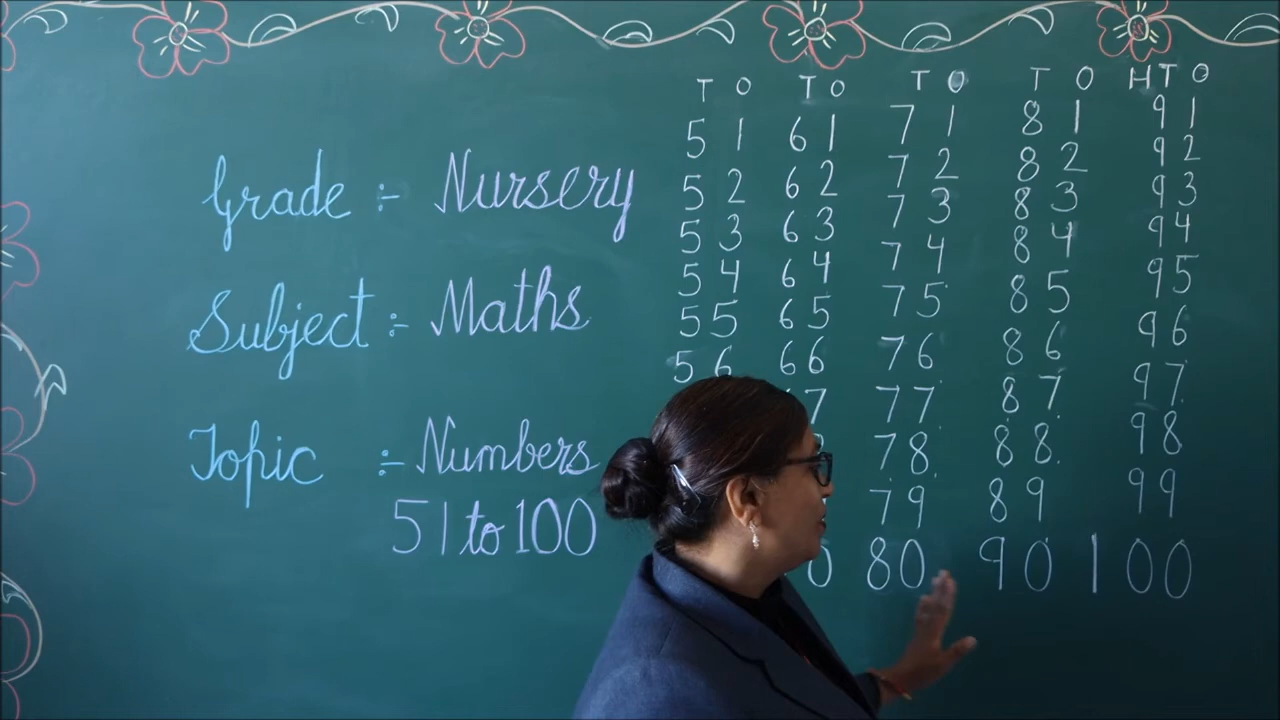 Grade :- Nursery
Subject :- Maths
Topic :- Numbers
51 to 100
T O T O T O T O H T O
51 61 71 81 91
52 62 72 82 92
53 63 73 83 93
54 64 74 84 94
55 65 75 85 95
56 66 76 86 96
7 77 87 97
78 88 98
79 89 99
0 80 90 100